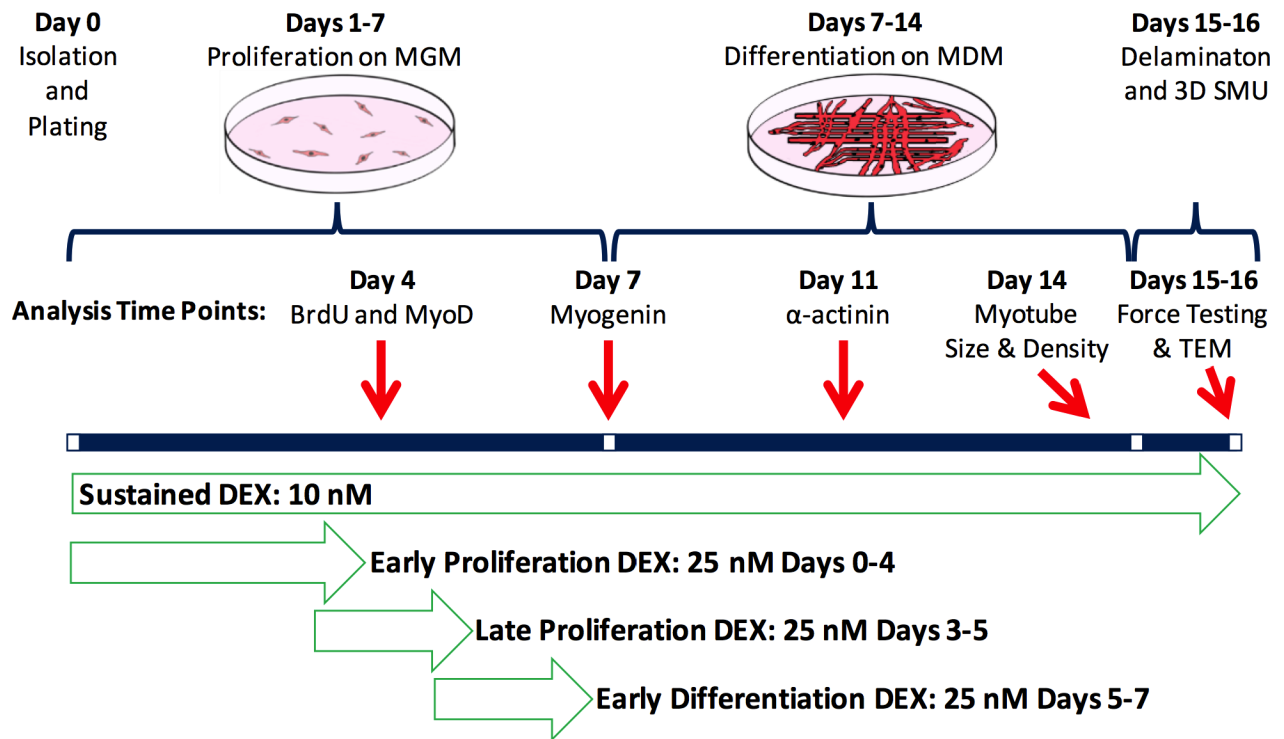 Day 0
Isolation
and
Plating
Days 1-7
Proliferation on MGM
Days 7-14
Differentiation on MDM
Days 15-16
Delaminaton
and 3D SMU
Analysis Time Points:
Day 4
BrdU and MyoD
Day 7
Myogenin
Day 11
α-actinin
Day 14
Myotube
Size & Density
Days 15-16
Force Testing
& TEM
Sustained DEX: 10 nM
Early Proliferation DEX: 25 nM Days 0-4
Late Proliferation DEX: 25 nM Days 3-5
Early Differentiation DEX: 25 nM Days 5-7